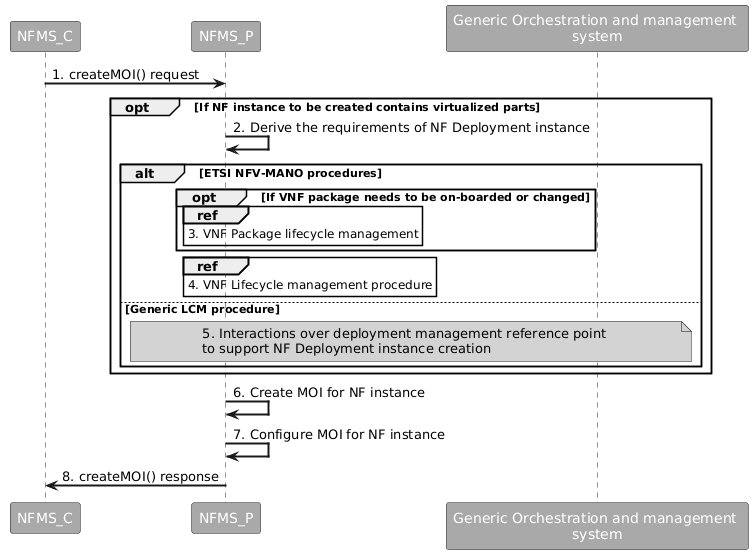 NFMS_C
NFMS_P
Generic Orchestration and management
system
1. createMOI() request
opt
[If NF instance to be created contains virtualized parts]
2. Derive the requirements of NF Deployment instance
alt
[ETSI NFV-MANO procedures]
opt
[If VNF package needs to be on-boarded or changed]
ref
3. VNF Package lifecycle management
ref
4. VNF Lifecycle management procedure
[Generic LCM procedure]
5. Interactions over deployment management reference point
to support NF Deployment instance creation
6. Create MOI for NF instance
7. Configure MOI for NF instance
8. createMOI() response
NFMS_C
NFMS_P
Generic Orchestration and management
system